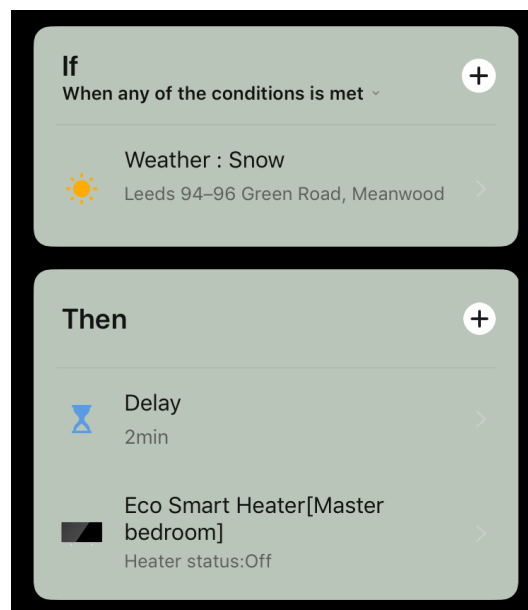 If
When any of the conditions is met
Weather : Snow
Leeds 94–96 Green Road, Meanwood
Then
Delay
2min
Eco Smart Heater[Master
bedroom]
Heater status:Off